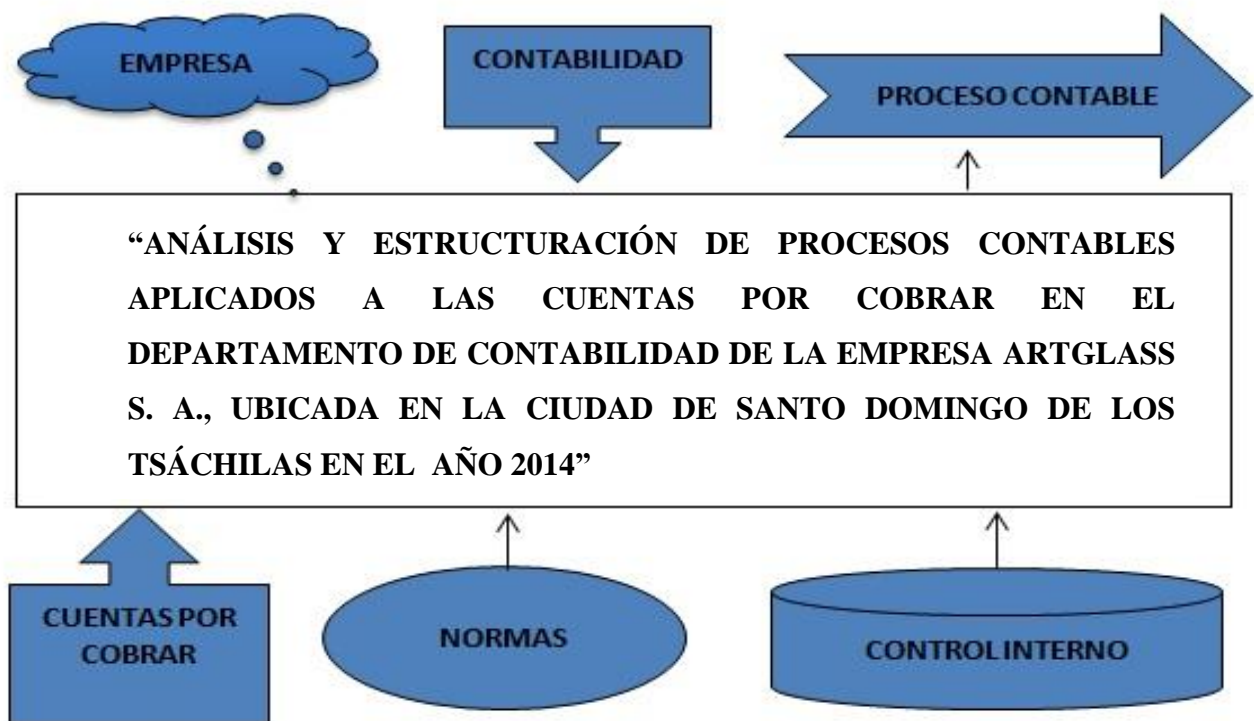 EMPRESA
CONTABILIDAD
PROCESO CONTABLE
“ANÁLISIS Y ESTRUCTURACIÓN DE PROCESOS CONTABLES
APLICADOS A LAS CUENTAS POR COBRAR EN EL
DEPARTAMENTO DE CONTABILIDAD DE LA EMPRESA ARTGLASS
S. A., UBICADA EN LA CIUDAD DE SANTO DOMINGO DE LOS
TSÁCHILAS EN EL AÑO 2014”
CUENTAS POR
COBRAR
NORMAS
CONTROL INTERNO